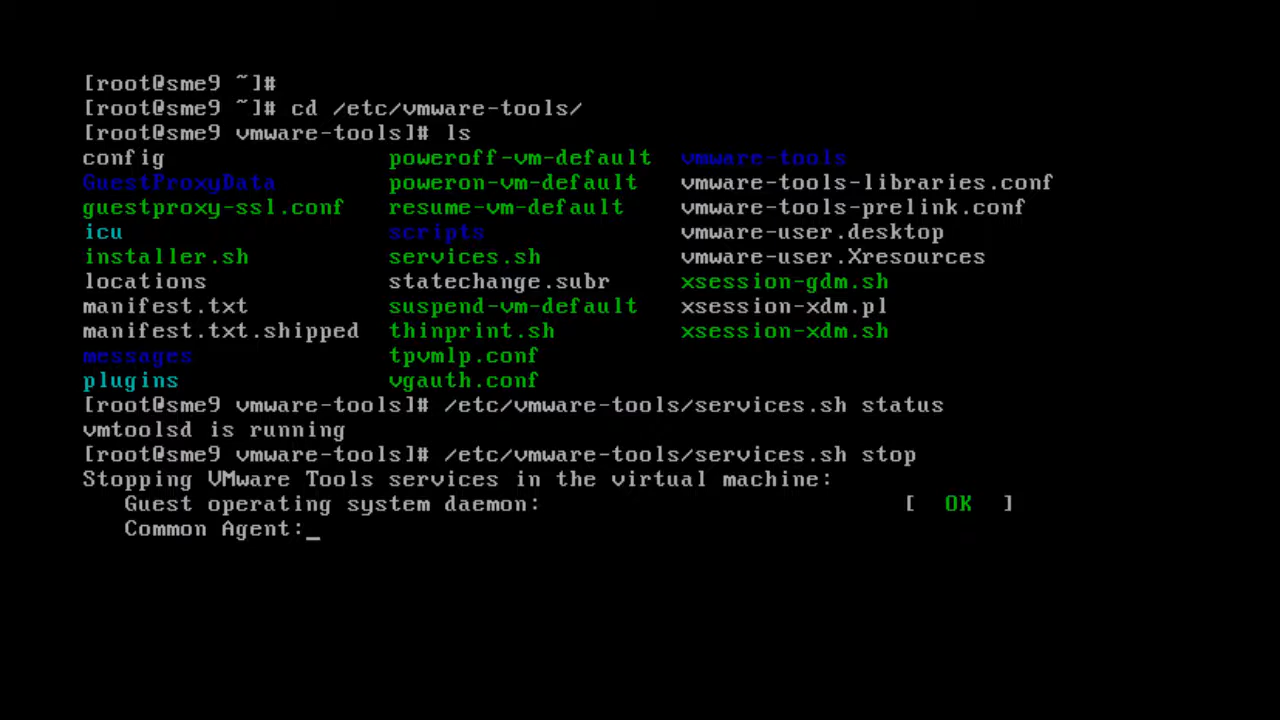 [root@sme9 ~]#
[root@sme9 ~]# cd /etc/vmware-tools/
[root@sme9 vmware-tools]# ls
config                poweroff-vm-default  vmware-tools
GuestProxyData        poweron-vm-default   vmware-tools-libraries.conf
guestproxy-ssl.conf   resume-vm-default    vmware-tools-prelink.conf
icu                   scripts              vmware-user.desktop
installer.sh          services.sh          vmware-user.Xresources
locations             statechange.subr     xsession-gdm.sh
manifest.txt          suspend-vm-default   xsession-xdm.pl
manifest.txt.shipped  thinprint.sh         xsession-xdm.sh
messages              tpvmlp.conf
plugins               vgauth.conf
[root@sme9 vmware-tools]# /etc/vmware-tools/services.sh status
vmtoolsd is running
[root@sme9 vmware-tools]# /etc/vmware-tools/services.sh stop
Stopping VMware Tools services in the virtual machine:
   Guest operating system daemon:                          [  OK  ]
   Common Agent:_